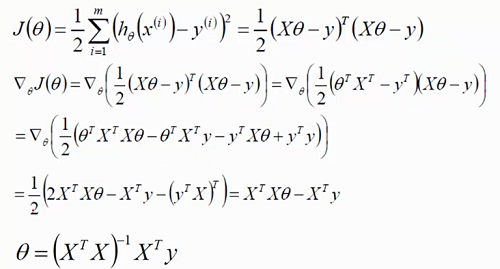 J(θ) = 1/2 ∑_{i=1}^{m} (h_θ(x^{(i)}) − y^{(i)})² = 1/2 (Xθ − y)^T (Xθ − y)
∇_θ J(θ) = ∇_θ (1/2 (Xθ − y)^T (Xθ − y)) = ∇_θ (1/2 (θ^T X^T − y^T)(Xθ − y))
= ∇_θ (1/2 (θ^T X^T Xθ − θ^T X^T y − y^T Xθ + y^T y))
= 1/2 (2X^T Xθ − X^T y − (y^T X)^T) = X^T Xθ − X^T y
θ = (X^T X)^{−1} X^T y